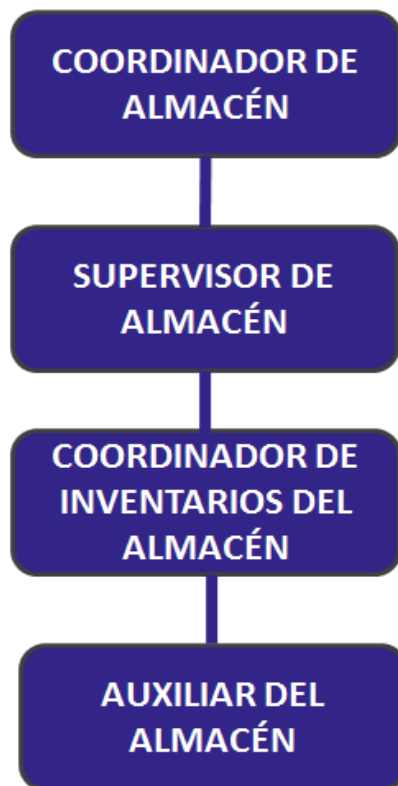 COORDINADOR DE
ALMACÉN
SUPERVISOR DE
ALMACÉN
COORDINADOR DE
INVENTARIOS DEL
ALMACÉN
AUXILIAR DEL
ALMACÉN